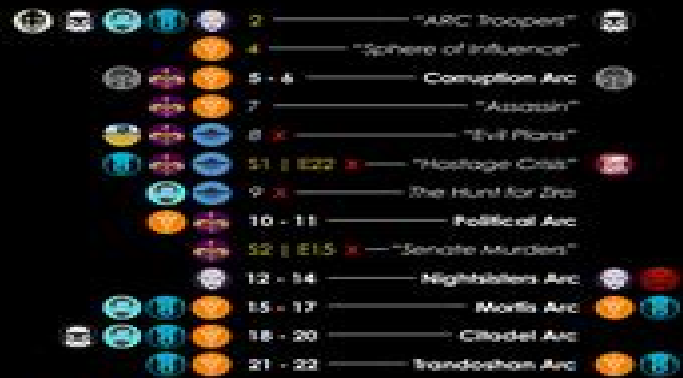 2 "ARC Troopers"
4 "Sphere of Influence"
5 - 6 Corruption Arc
7 "Assassin"
8 x "Evil Plans"
S1 | E22 x "Hostage Crisis"
9 x The Hunt for Ziro
10 - 11 Political Arc
S2 | E15 x "Senate Murders"
12 - 14 Nightsisters Arc
15 - 17 Mortis Arc
18 - 20 Citadel Arc
21 - 22 Trandoshan Arc